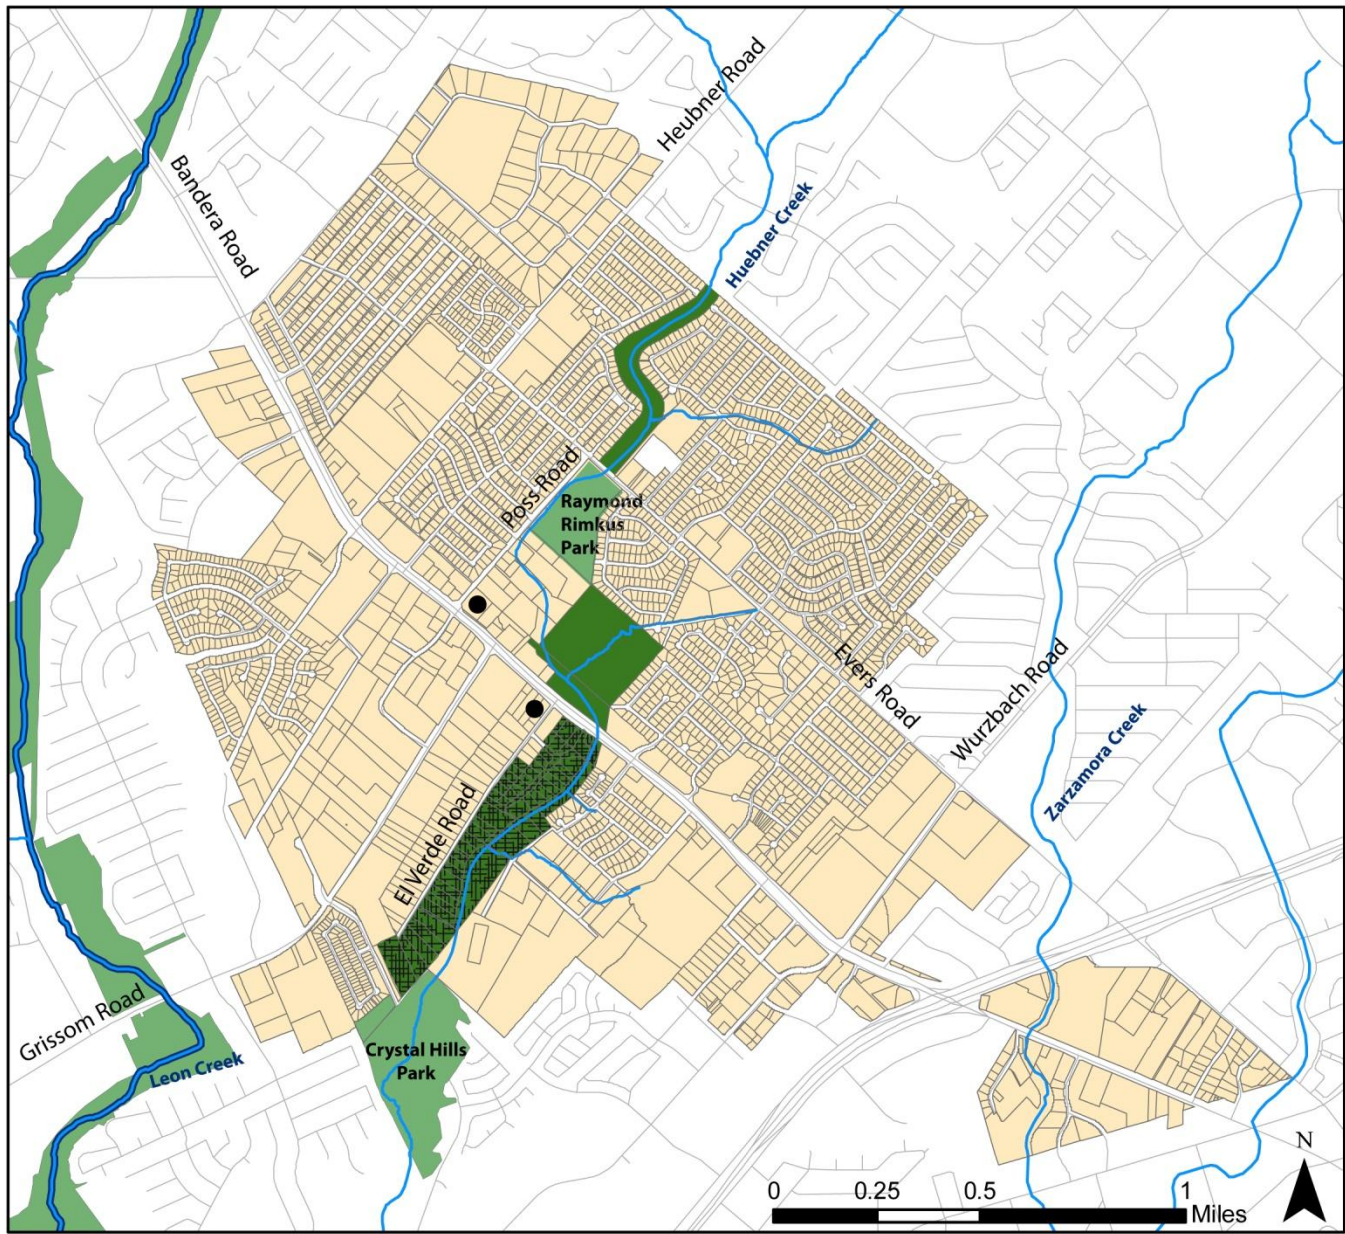 Heubner Road
Bandera Road
Huebner Creek
Poss Road
Raymond
Rimkus
Park
Evers Road
Wurzbach Road
Zarzamora Creek
El Verde Road
Grissom Road
Leon Creek
Crystal Hills
Park
N
0 0.25 0.5 1
Miles